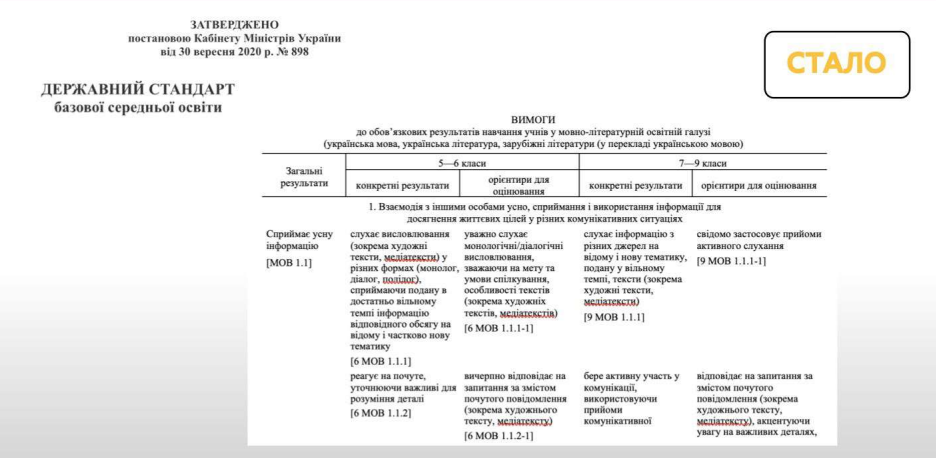 ЗАТВЕРДЖЕНО
постановою Кабінету Міністрів України
від 30 вересня 2020 р. № 898
СТАЛО
ДЕРЖАВНИЙ СТАНДАРТ
базової середньої освіти
ВИМОГИ
до обов’язкових результатів навчання учнів у мовно-літературній освітній галузі
(українська мова, українська література, зарубіжні літератури (у перекладі українською мовою)
Загальні
результати
5—6 класи
7—9 класи
конкретні результати
орієнтири для
оцінювання
конкретні результати
орієнтири для оцінювання
1. Взаємодія з іншими особами усно, сприймання і використання інформації для
досягнення життєвих цілей у різних комунікативних ситуаціях
Сприймає усну
інформацію
[МОВ 1.1]
слухає висловлювання
(зокрема художні
тексти, медіатексти) у
різних формах (монолог,
діалог, полілог),
сприймаючи подану в
достатньо вільному
темпі інформацію
відповідного обсягу на
відому і частково нову
тематику
[6 МОВ 1.1.1]
уважно слухає
монологічні/діалогічні
висловлювання,
зважаючи на мету та
умови спілкування,
особливості текстів
(зокрема художніх
текстів, медіатекстів)
[6 МОВ 1.1.1-1]
слухає інформацію з
різних джерел на
відому і нову тематику,
подану у вільному
темпі, тексти (зокрема
художні тексти,
медіатексти)
[9 МОВ 1.1.1]
свідомо застосовує прийоми
активного слухання
[9 МОВ 1.1.1-1]
реагує на почуте,
уточнюючи важливі для
розуміння деталі
[6 МОВ 1.1.2]
вичерпно відповідає на
запитання за змістом
почутого повідомлення
(зокрема художнього
тексту, медіатексту)
[6 МОВ 1.1.2-1]
бере активну участь у
комунікації,
використовуючи
прийоми
комунікативної
відповідає на запитання за
змістом почутого
повідомлення (зокрема
художнього тексту,
медіатексту), акцентуючи
увагу на важливих деталях,